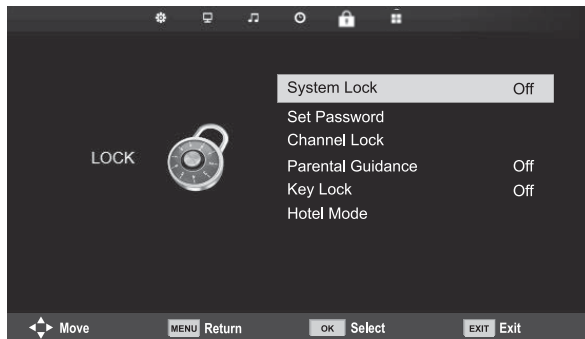 System Lock Off
Set Password
Channel Lock
LOCK
Parental Guidance Off
Key Lock Off
Hotel Mode
Move MENU Return OK Select EXIT Exit